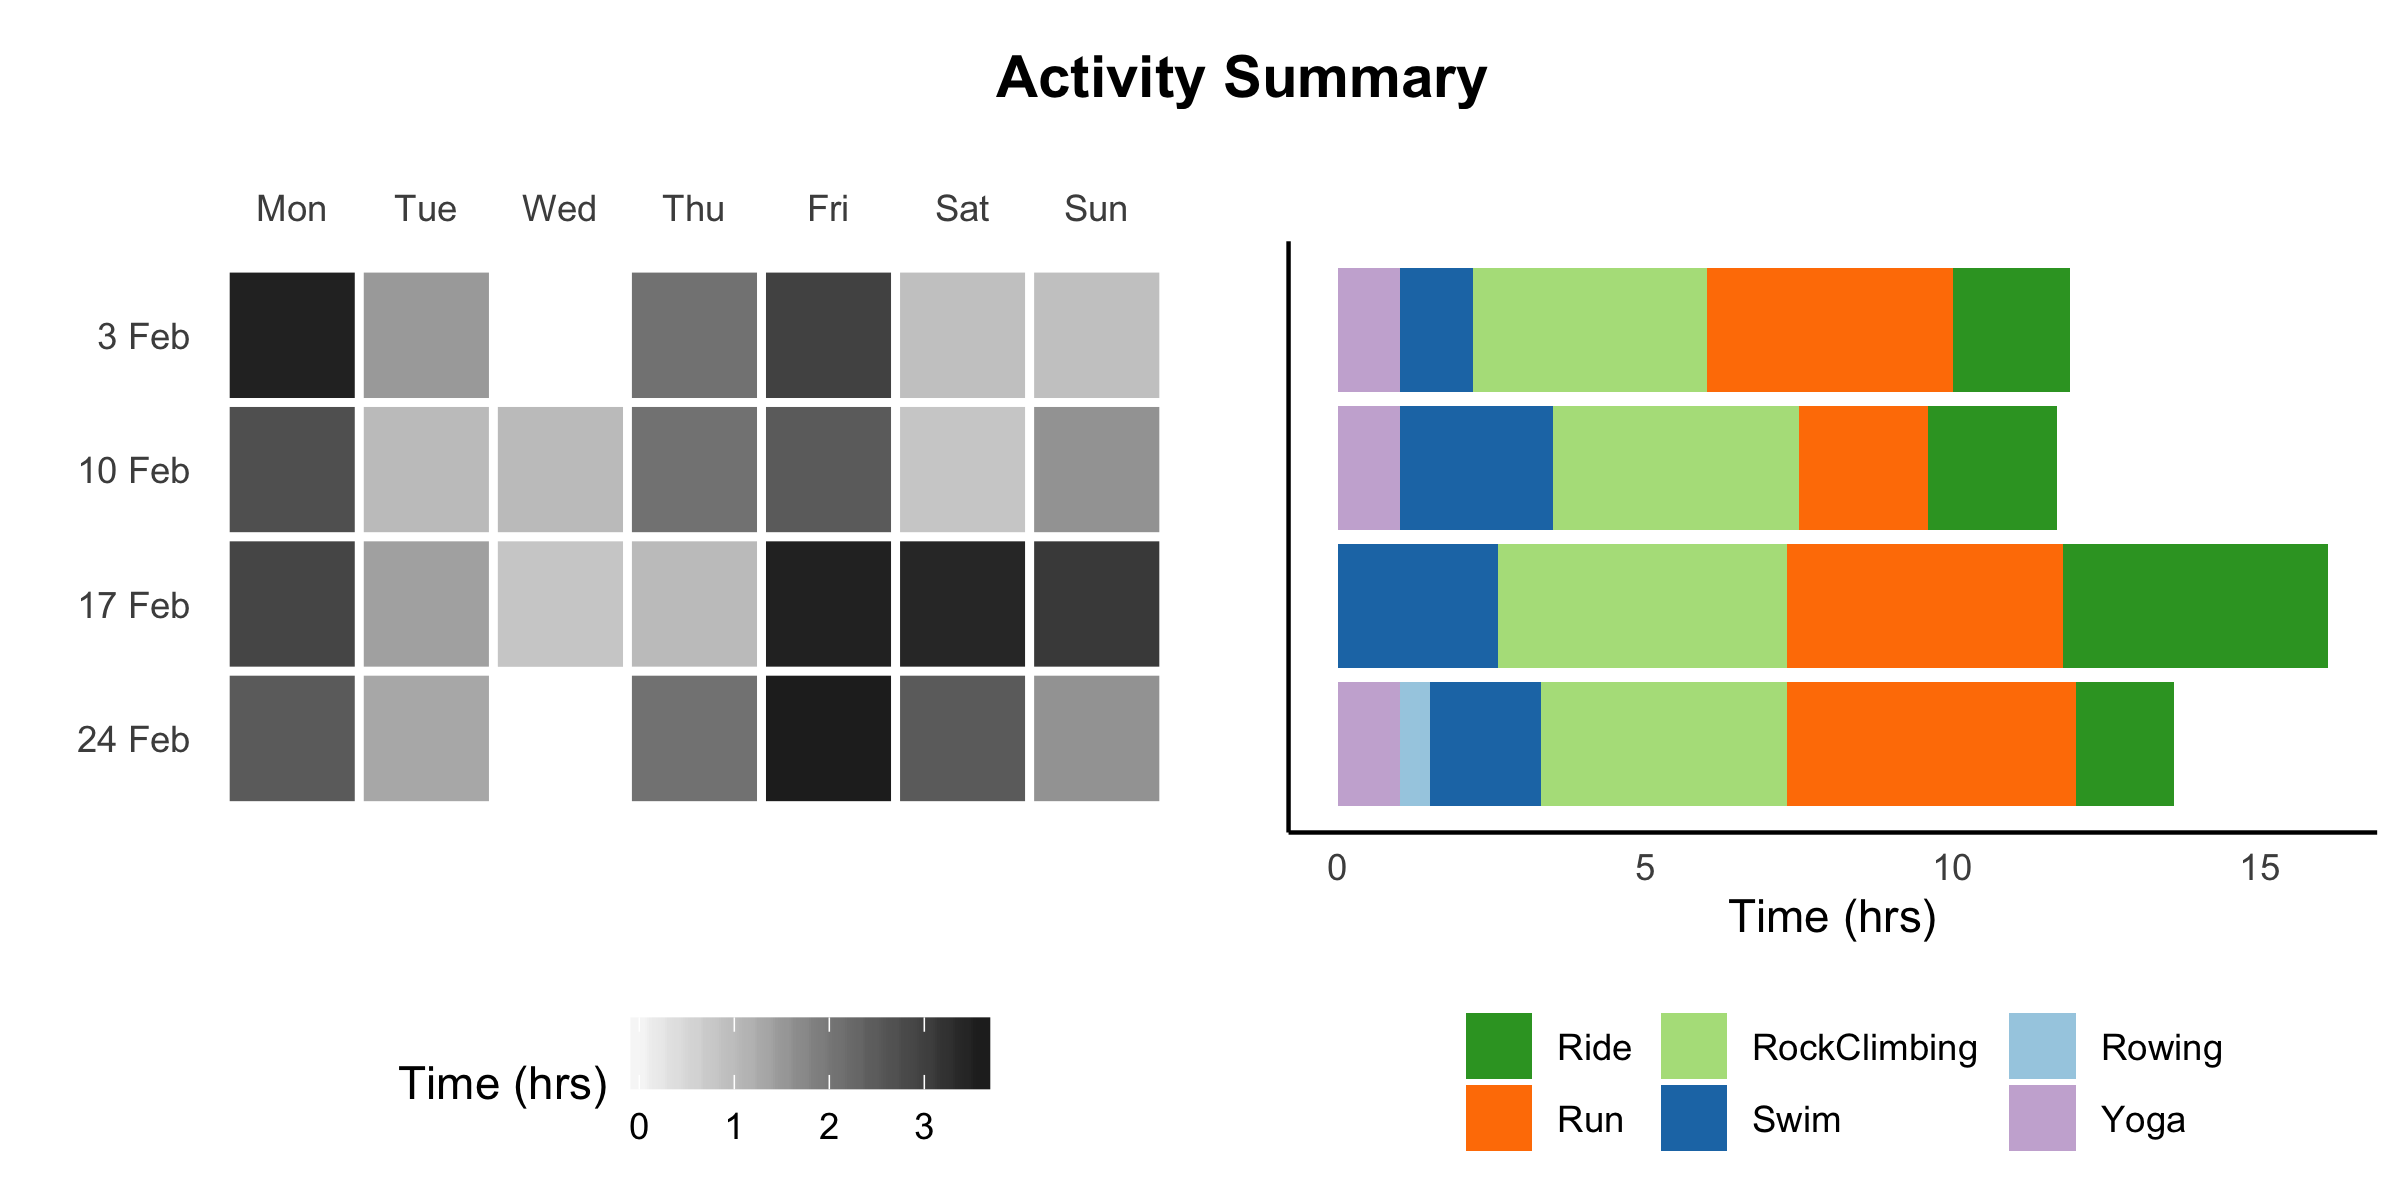 Activity Summary
Mon Tue Wed Thu Fri Sat Sun
3 Feb
10 Feb
17 Feb
24 Feb
0 5 10 15
Time (hrs)
Time (hrs)
0 1 2 3
Ride RockClimbing Rowing
Run Swim Yoga